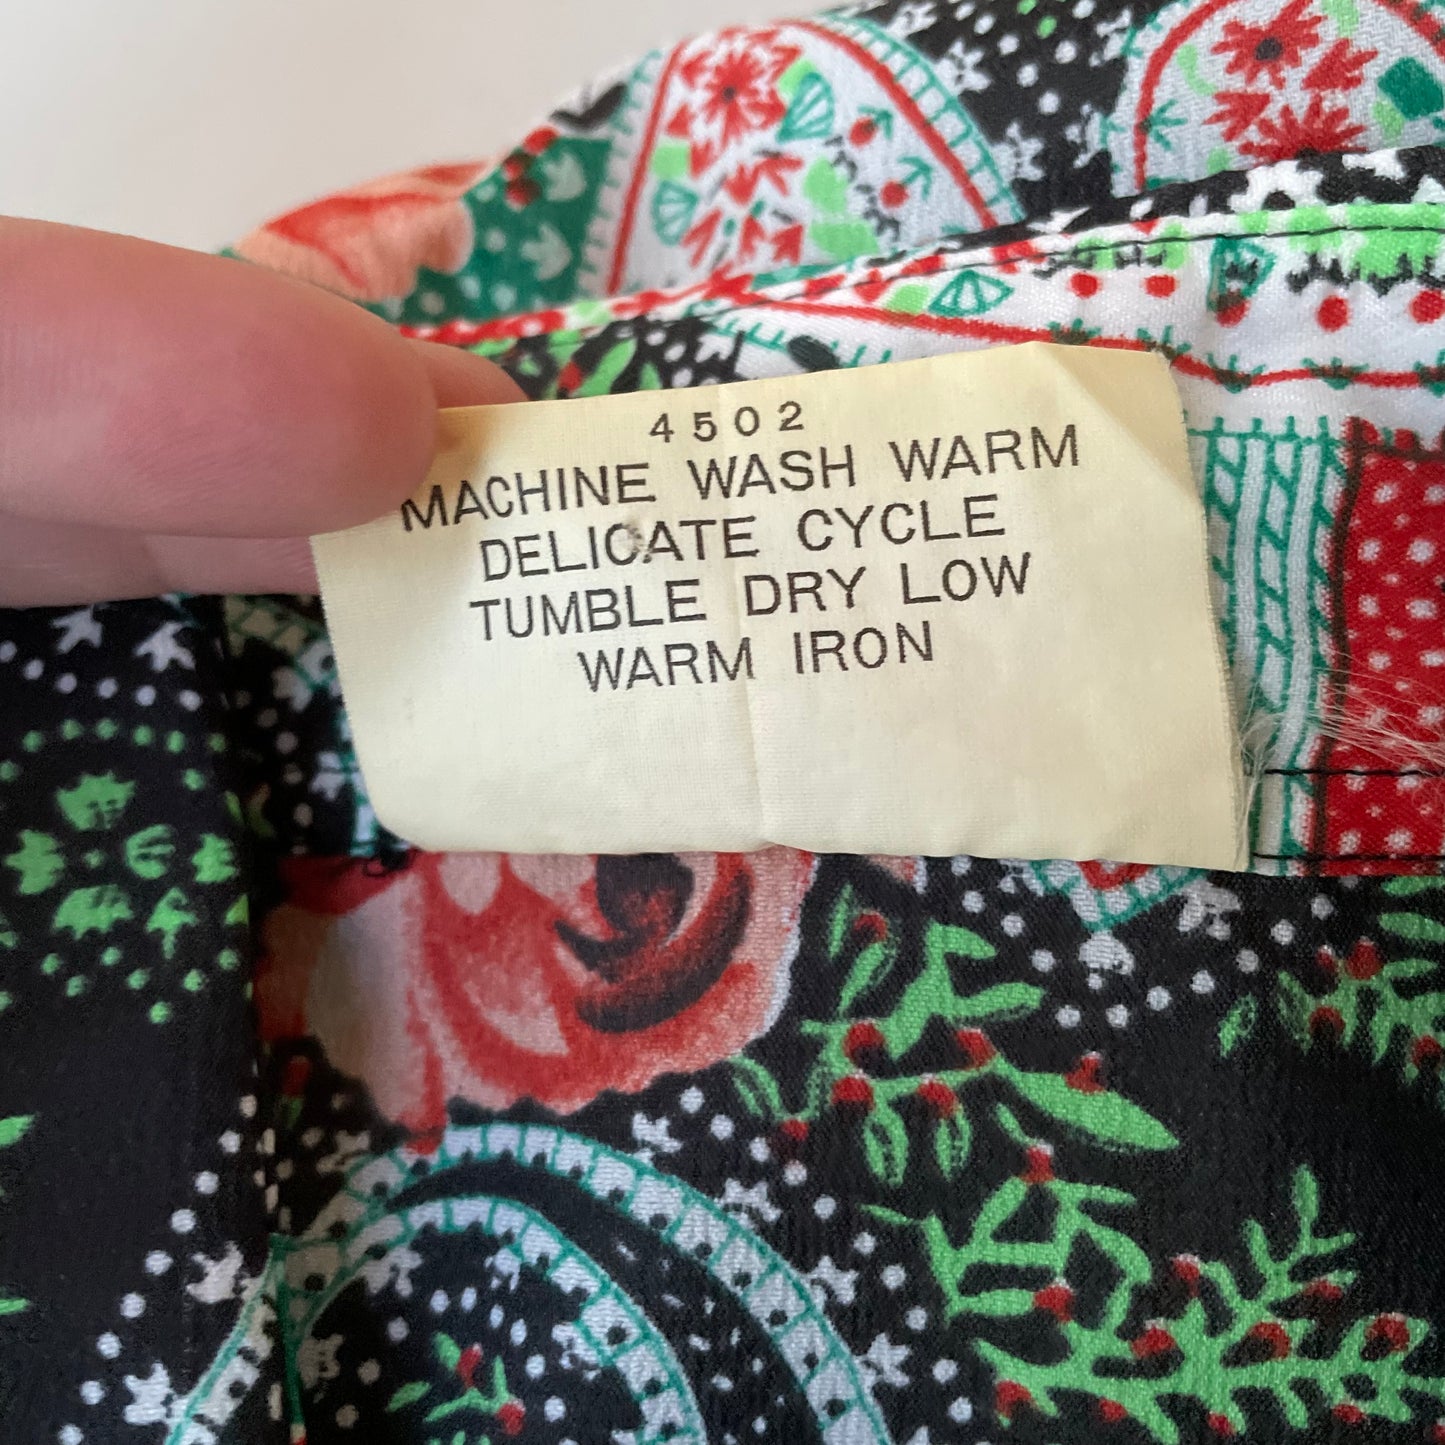 4502
MACHINE WASH WARM
DELICATE CYCLE
TUMBLE DRY LOW
WARM IRON